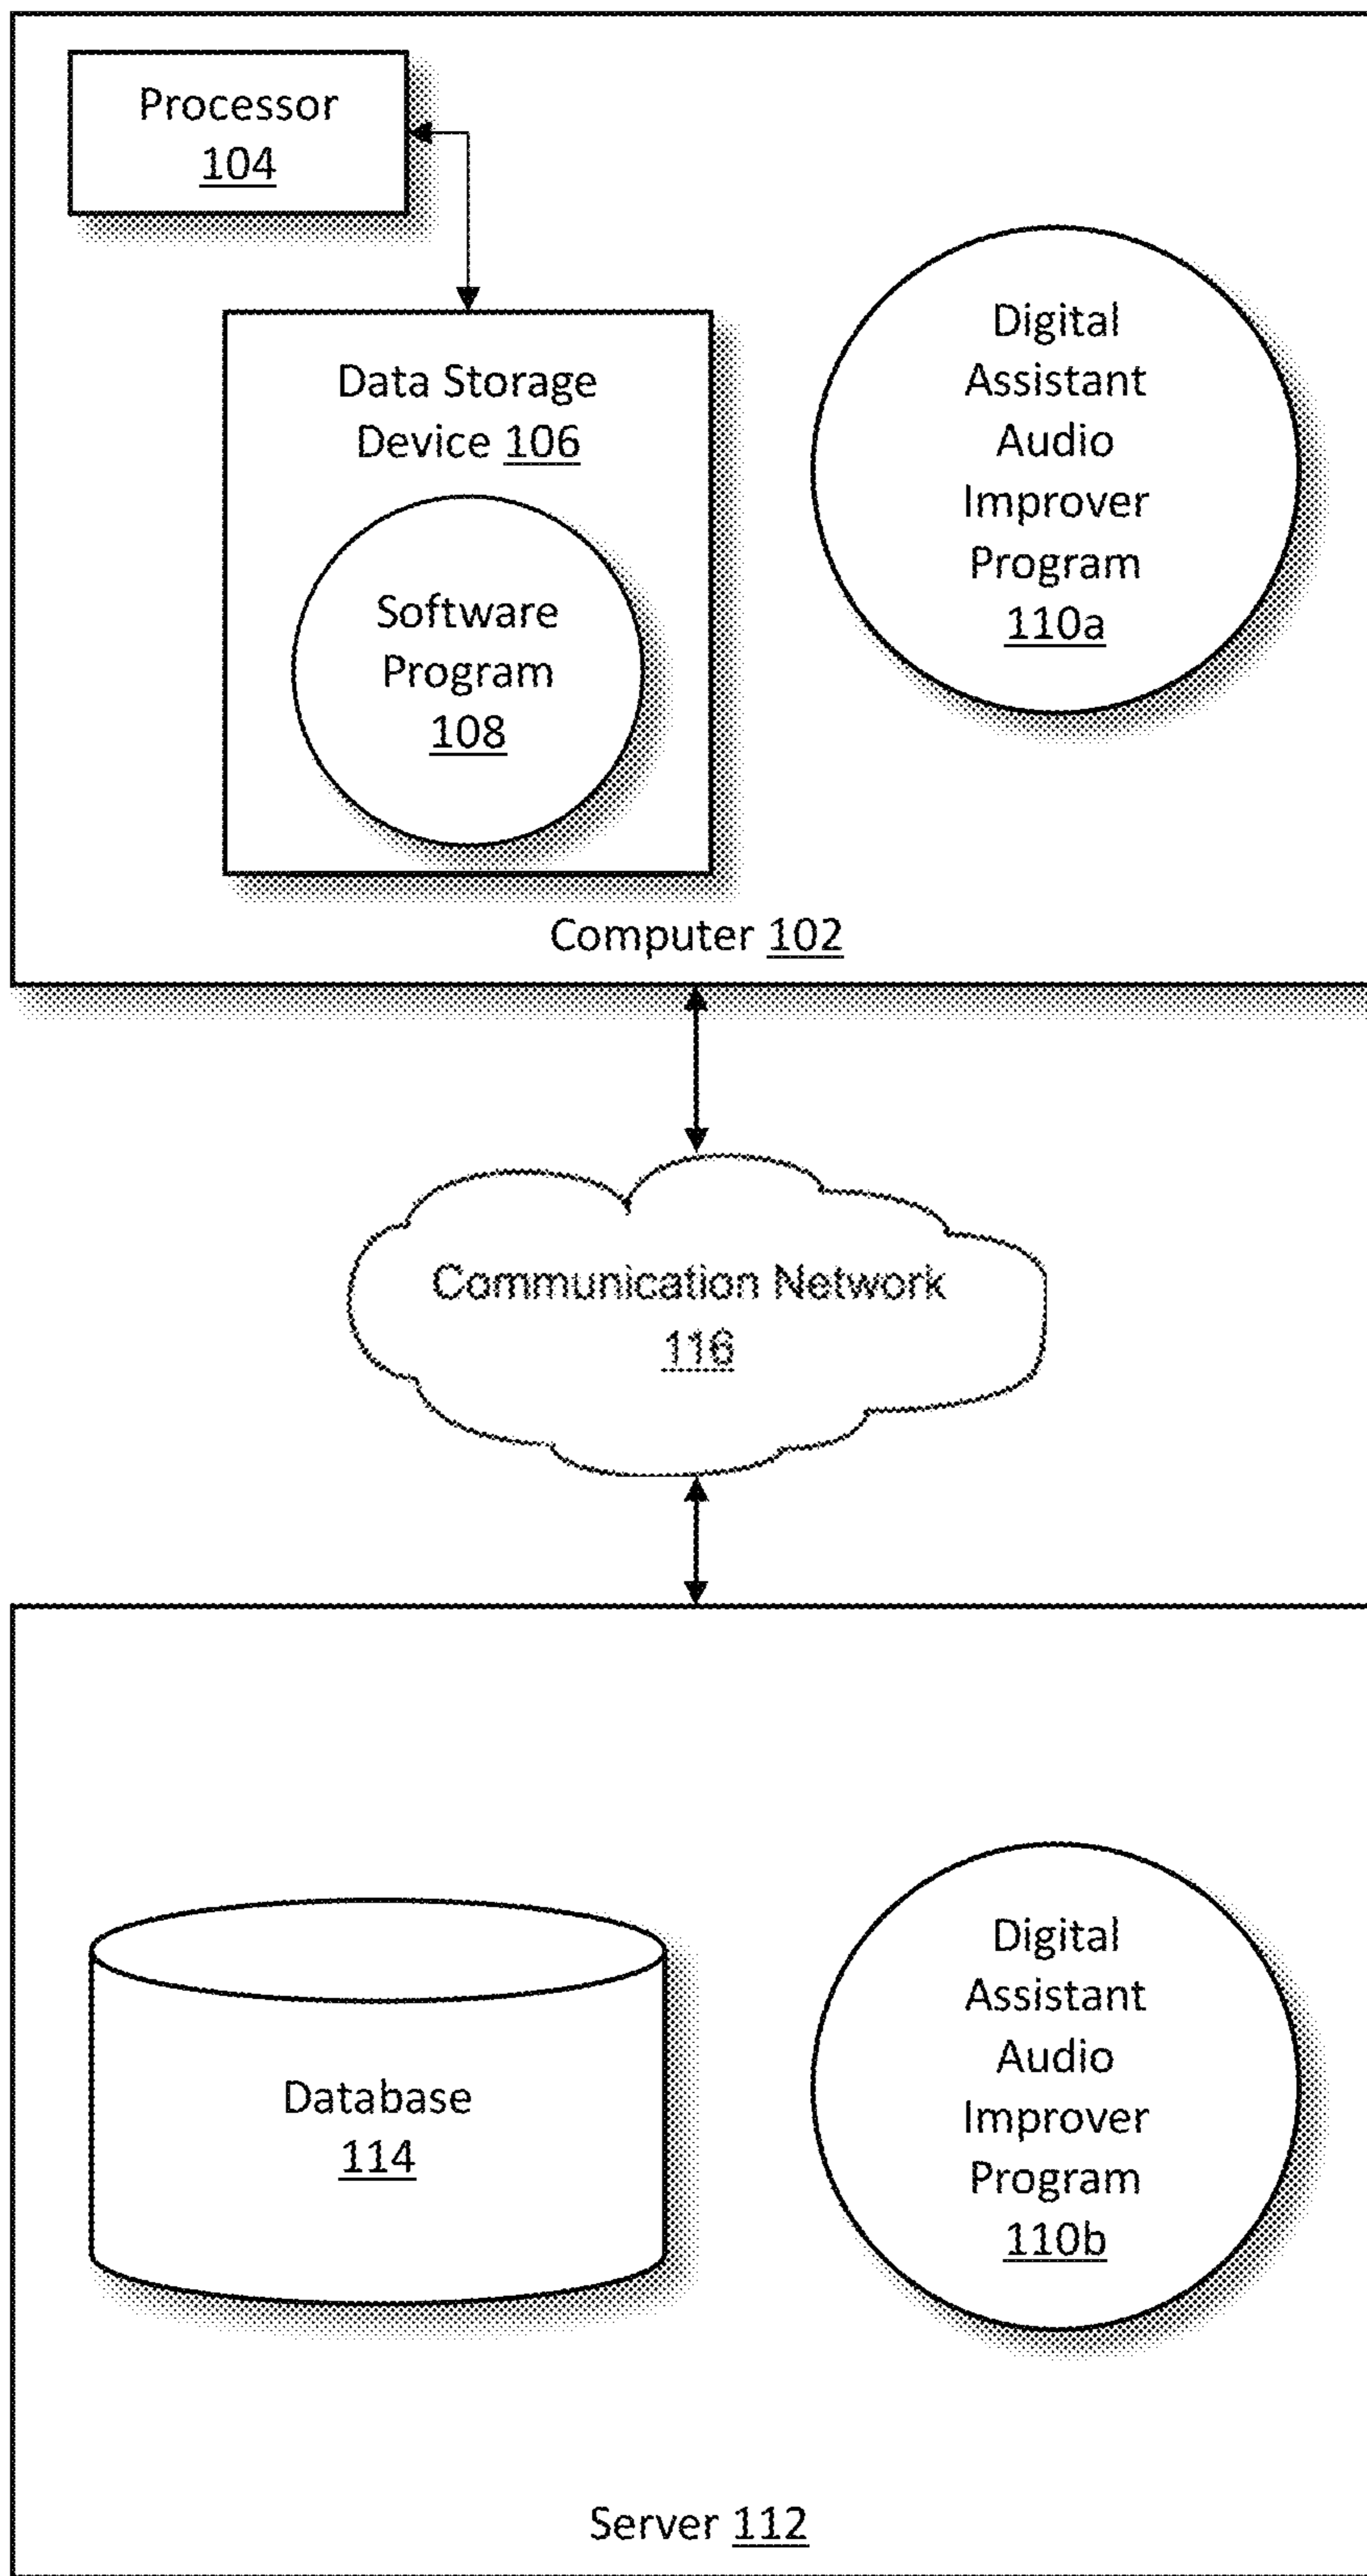 Processor
104
Data Storage
Device 106
Software
Program
108
Digital
Assistant
Audio
Improver
Program
110a
Computer 102
Communication Network
116
Database
114
Digital
Assistant
Audio
Improver
Program
110b
Server 112